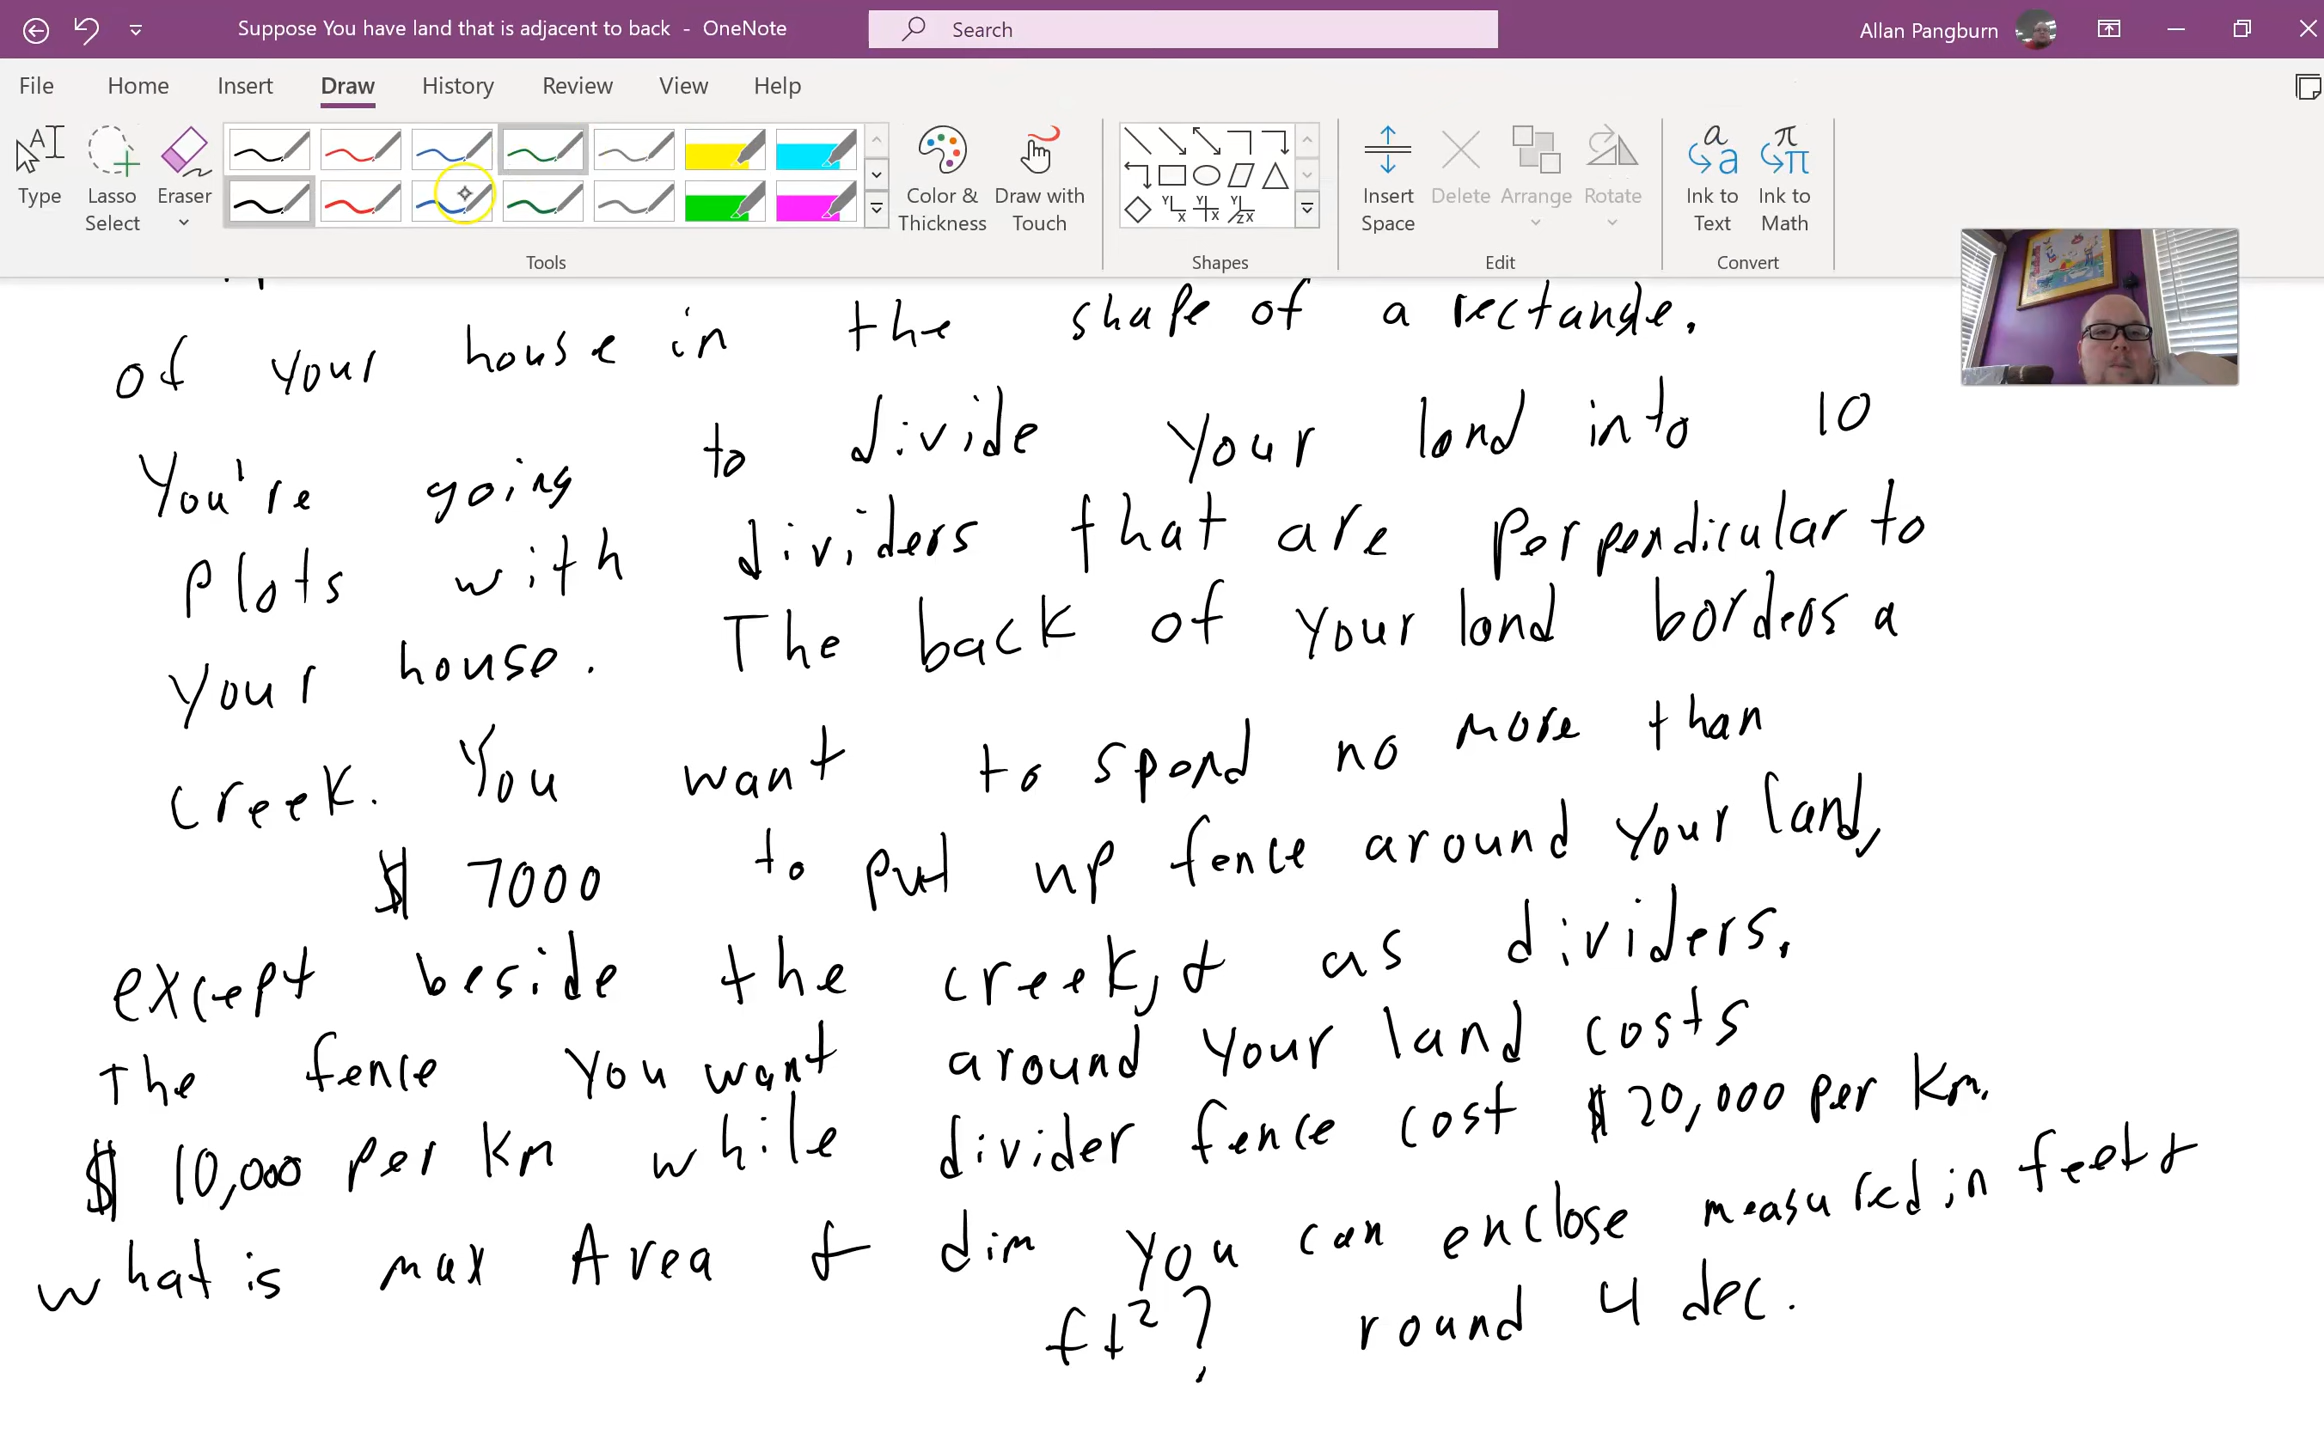 Suppose You have land that is adjacent to back - OneNote
Search
Allan Pangburn
File Home Insert Draw History Review View Help
Type
Lasso Select
Eraser
Color & Thickness
Draw with Touch
Insert Space
Delete
Arrange
Rotate
Ink to Text
Ink to Math
Tools
Shapes
Edit
Convert
of your house in the shape of a rectangle.
You're going to divide your land into 10
plots with dividers that are perpendicular to
your house. The back of your land borders a
creek. You want to spend no more than
$ 7000 to put up fence around your land,
except beside the creek, & as dividers.
The fence you want around your land costs
$ 10,000 per km while divider fence cost $20,000 per km.
what is max Area & dim you can enclose measured in feet &
ft²? round 4 dec.